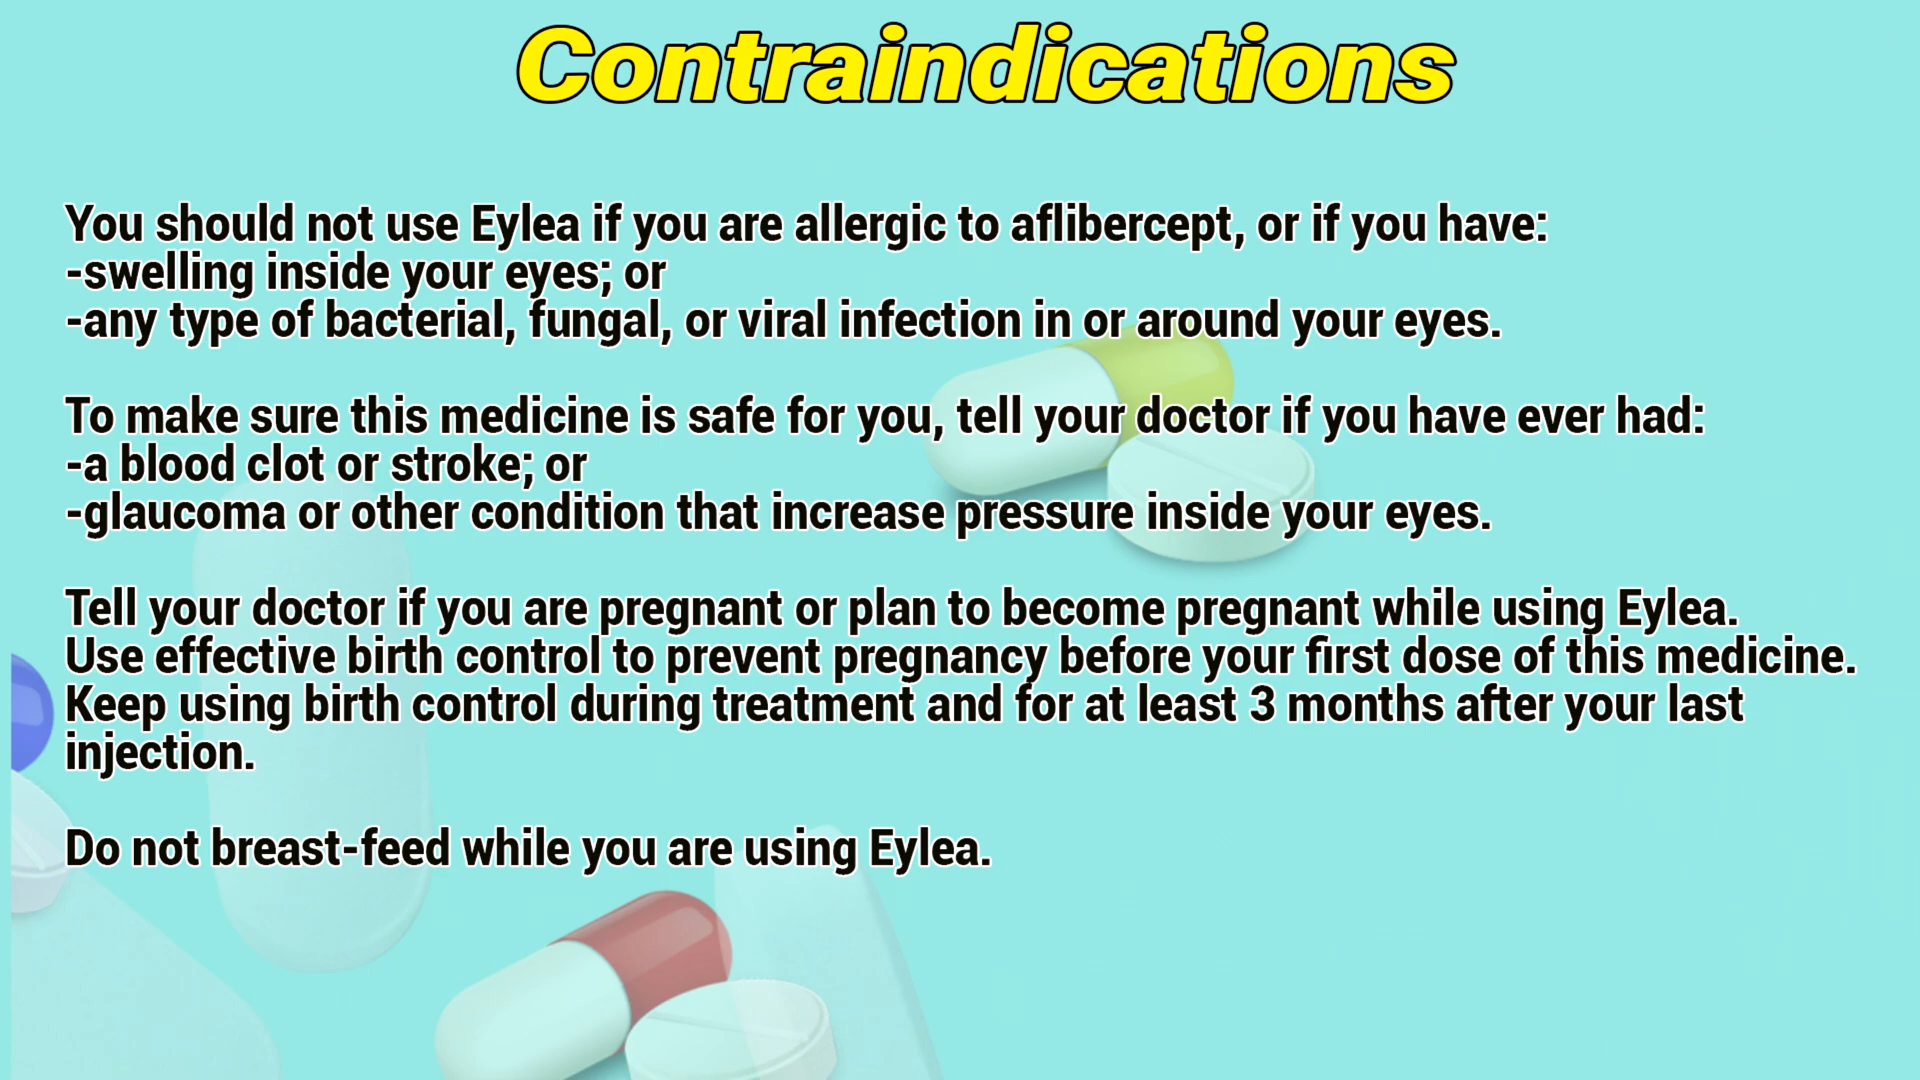 Contraindications
You should not use Eylea if you are allergic to aflibercept, or if you have:
-swelling inside your eyes; or
-any type of bacterial, fungal, or viral infection in or around your eyes.
To make sure this medicine is safe for you, tell your doctor if you have ever had:
-a blood clot or stroke; or
-glaucoma or other condition that increase pressure inside your eyes.
Tell your doctor if you are pregnant or plan to become pregnant while using Eylea.
Use effective birth control to prevent pregnancy before your first dose of this medicine.
Keep using birth control during treatment and for at least 3 months after your last
injection.
Do not breast-feed while you are using Eylea.